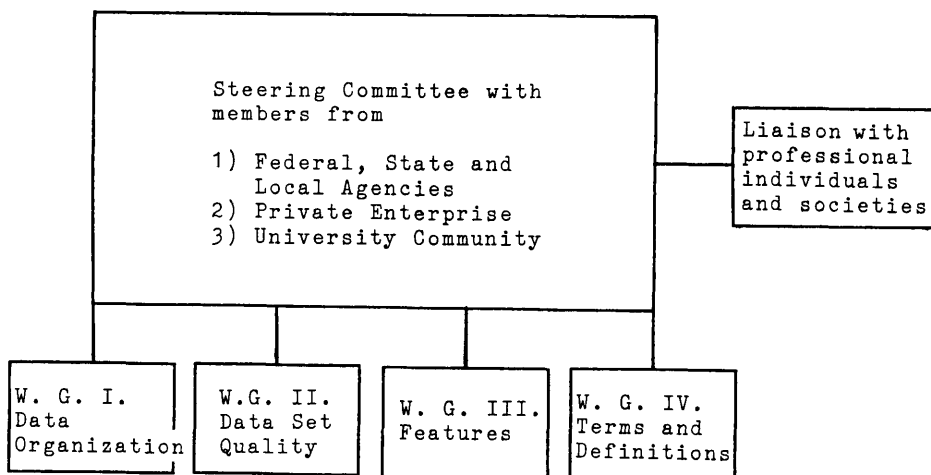 Steering Committee with
members from
1) Federal, State and
Local Agencies
2) Private Enterprise
3) University Community
Liaison with
professional
individuals
and societies
W. G. I.
Data
Organization
W.G. II.
Data Set
Quality
W. G. III.
Features
W. G. IV.
Terms and
Definitions